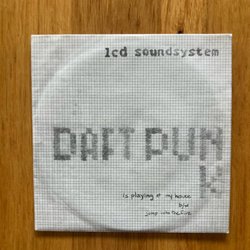 lcd soundsystem
DAFT PUN
K
is playing at my house
b/w
jump into the fire